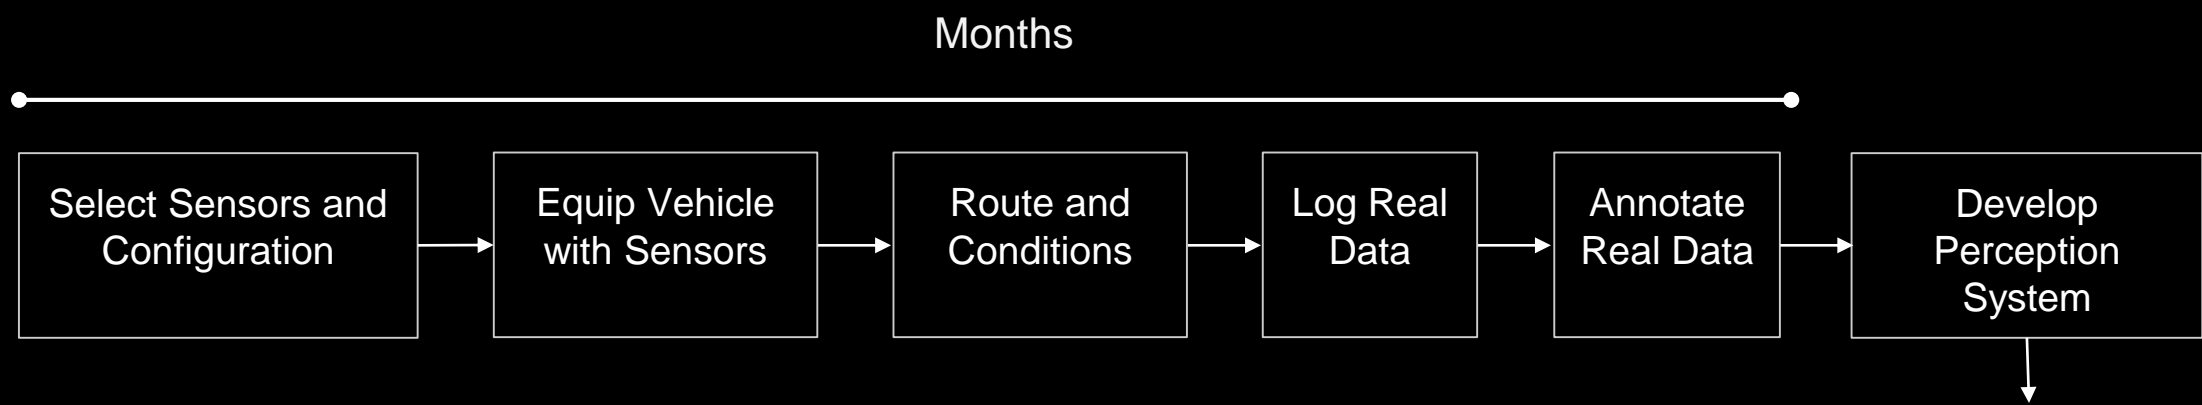 Months
Select Sensors and
Configuration
Equip Vehicle
with Sensors
Route and
Conditions
Log Real
Data
Annotate
Real Data
Develop
Perception
System